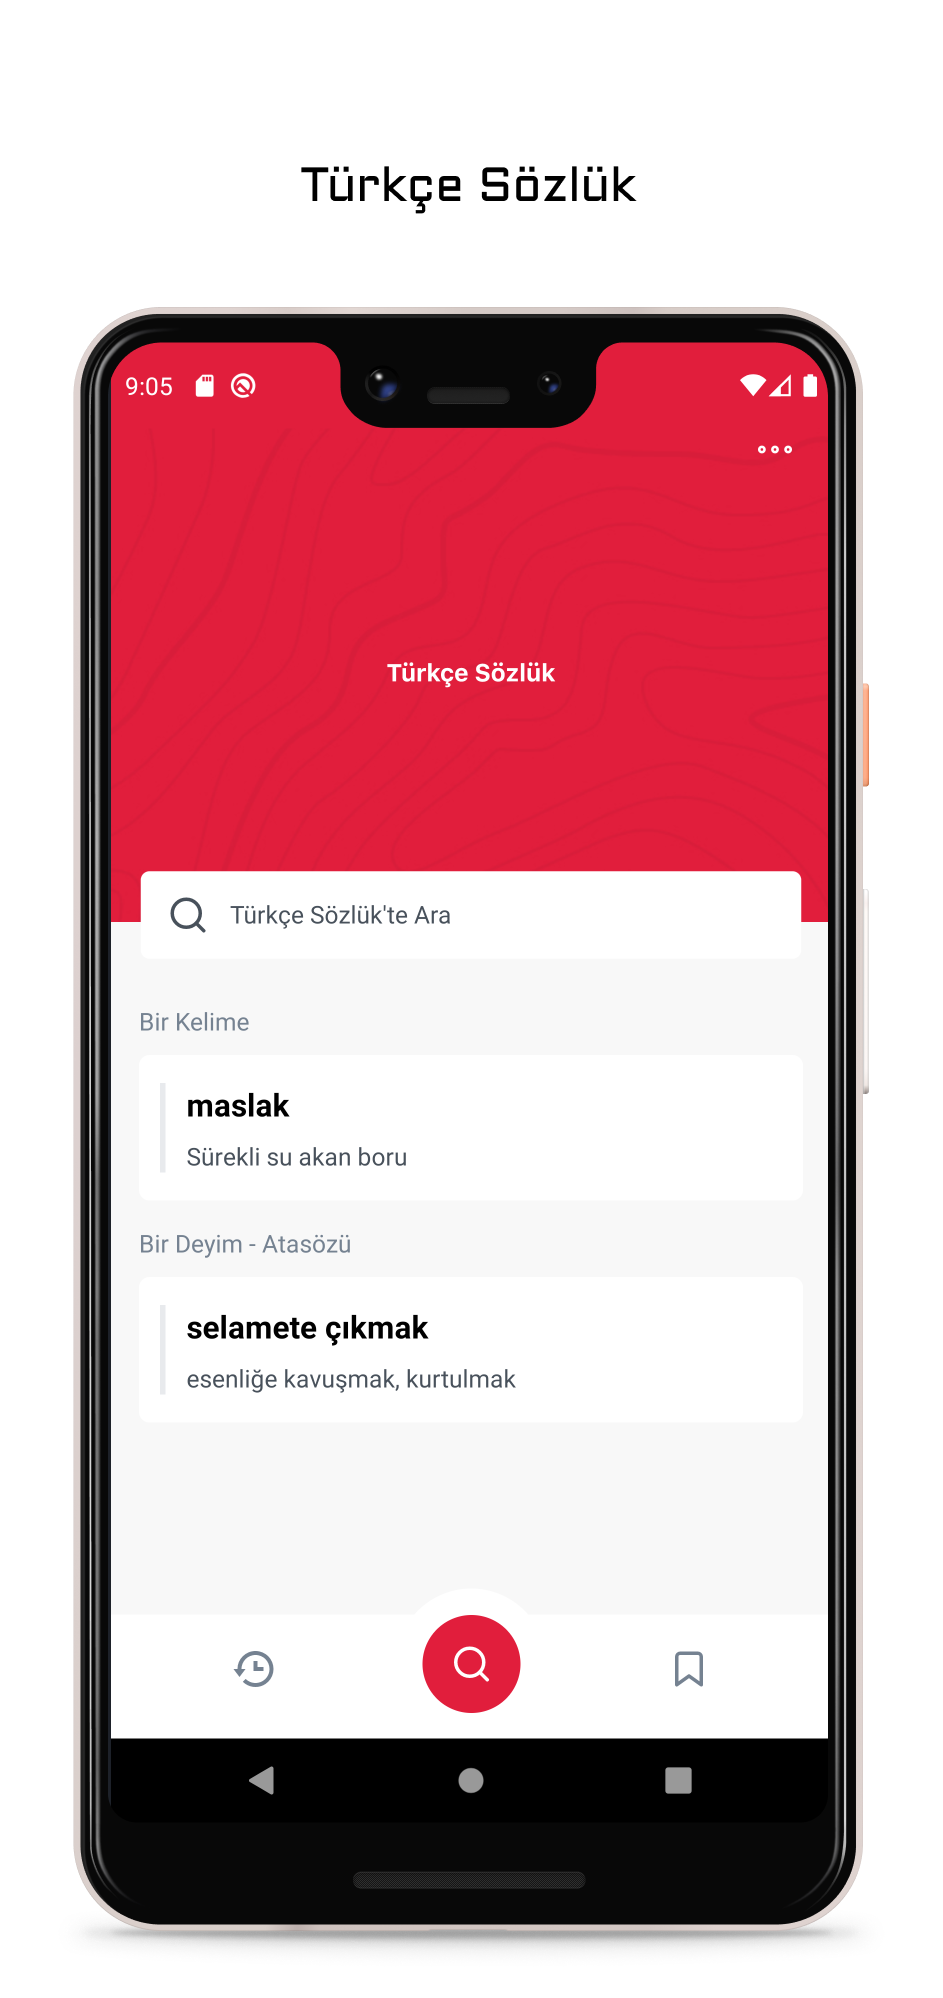 Türkçe Sözlük
9:05
Türkçe Sözlük
Türkçe Sözlük'te Ara
Bir Kelime
maslak
Sürekli su akan boru
Bir Deyim - Atasözü
selamete çıkmak
esenliğe kavuşmak, kurtulmak